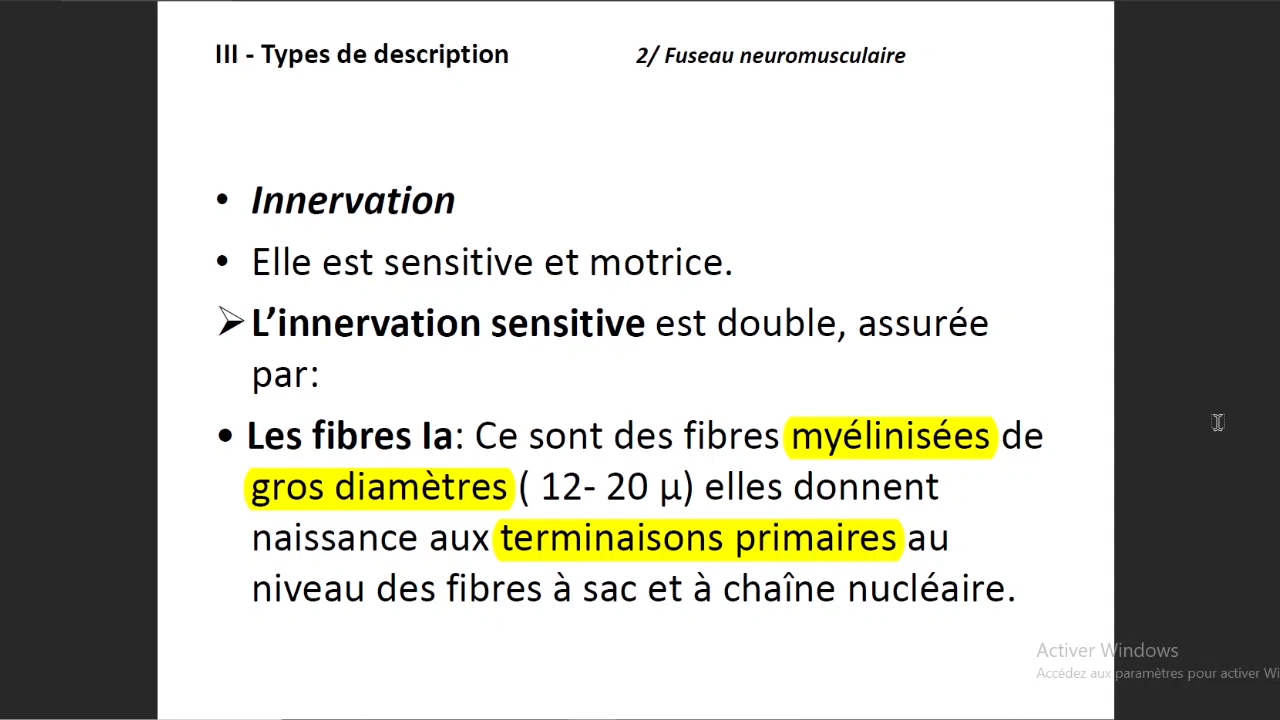 III - Types de description 2/ Fuseau neuromusculaire
• Innervation
• Elle est sensitive et motrice.
➢L’innervation sensitive est double, assurée
par:
• Les fibres Ia: Ce sont des fibres myélinisées de
gros diamètres ( 12- 20 µ) elles donnent
naissance aux terminaisons primaires au
niveau des fibres à sac et à chaîne nucléaire.
Activer Windows
Accédez aux paramètres pour activer Wi